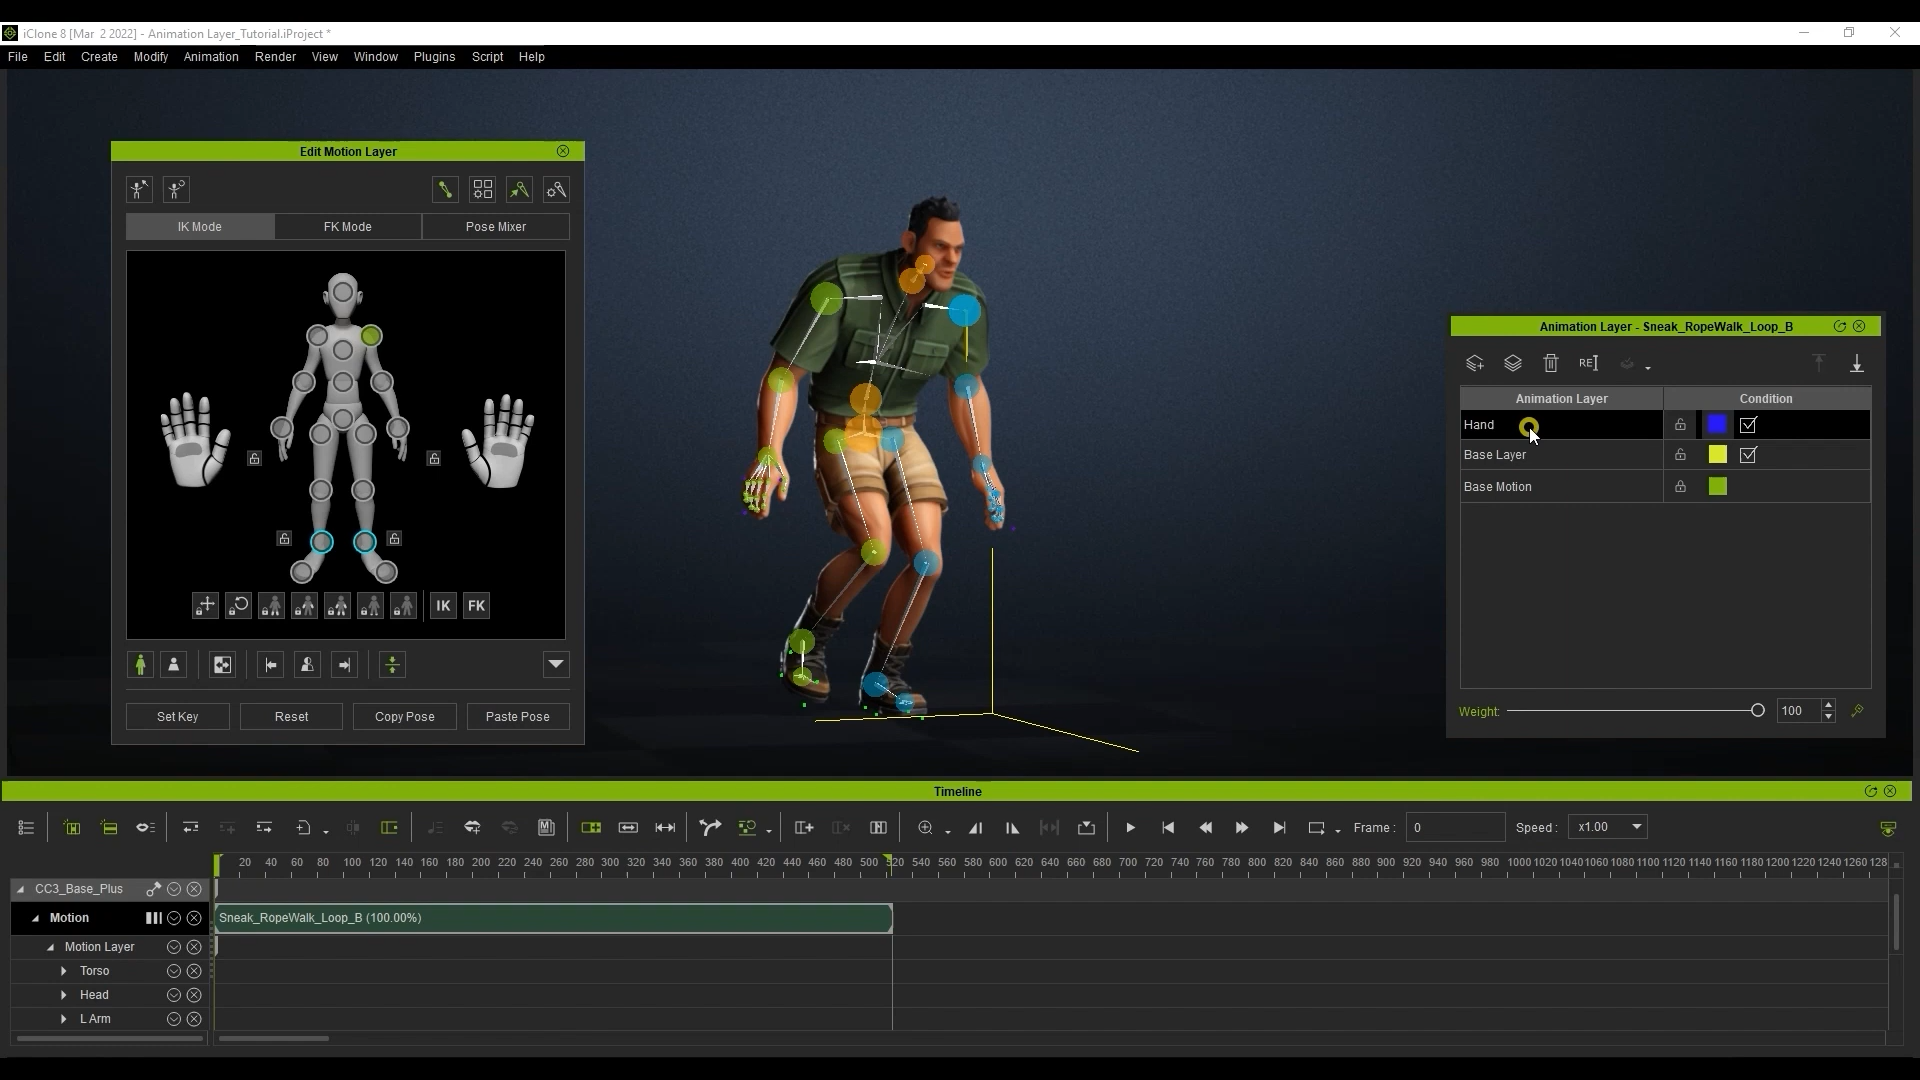 iClone 8 [Mar  2 2022] - Animation Layer_Tutorial.iProject *
File Edit Create Modify Animation Render View Window Plugins Script Help
Edit Motion Layer
IK Mode FK Mode Pose Mixer
IK FK
Set Key Reset Copy Pose Paste Pose
Animation Layer - Sneak_RopeWalk_Loop_B
RE
Animation Layer Condition
Hand
Base Layer
Base Motion
Weight: 100
Timeline
Frame : 0 Speed : x1.00
20 40 60 80 100 120 140 160 180 200 220 240 260 280 300 320 340 360 380 400 420 440 460 480 500 520 540 560 580 600 620 640 660 680 700 720 740 760 780 800 820 840 860 880 900 920 940 960 980 1000 1020 1040 1060 1080 1100 1120 1140 1160 1180 1200 1220 1240 1260 128
CC3_Base_Plus
Motion Sneak_RopeWalk_Loop_B (100.00%)
Motion Layer
Torso
Head
L Arm